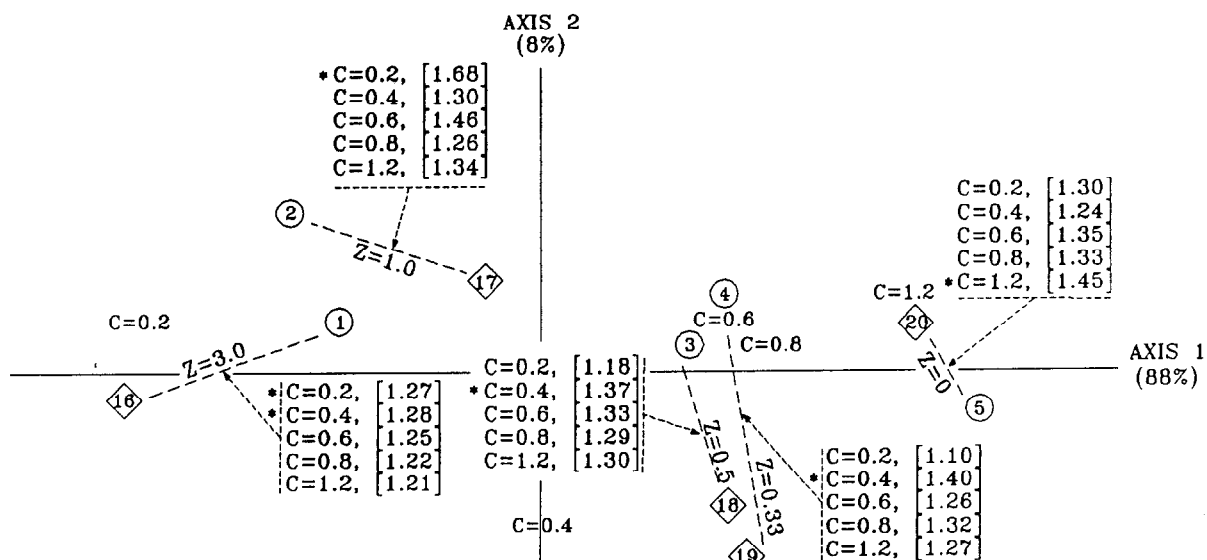 AXIS 2
(8%)
*C=0.2, [1.68]
C=0.4, [1.30]
C=0.6, [1.46]
C=0.8, [1.26]
C=1.2, [1.34]
2
Z=1.0
17
C=0.2, [1.30]
C=0.4, [1.24]
C=0.6, [1.35]
C=0.8, [1.33]
*C=1.2, [1.45]
C=1.2
20
Z=0
5
4
C=0.6
3
C=0.8
C=0.2
1
Z=3.0
16
AXIS 1
(88%)
*C=0.2, [1.27]
*C=0.4, [1.28]
C=0.6, [1.25]
C=0.8, [1.22]
C=1.2, [1.21]
C=0.2, [1.18]
*C=0.4, [1.37]
C=0.6, [1.33]
C=0.8, [1.29]
C=1.2, [1.30]
Z=0.5
18
Z=0.33
19
C=0.4
C=0.2, [1.10]
*C=0.4, [1.40]
C=0.6, [1.26]
C=0.8, [1.32]
C=1.2, [1.27]